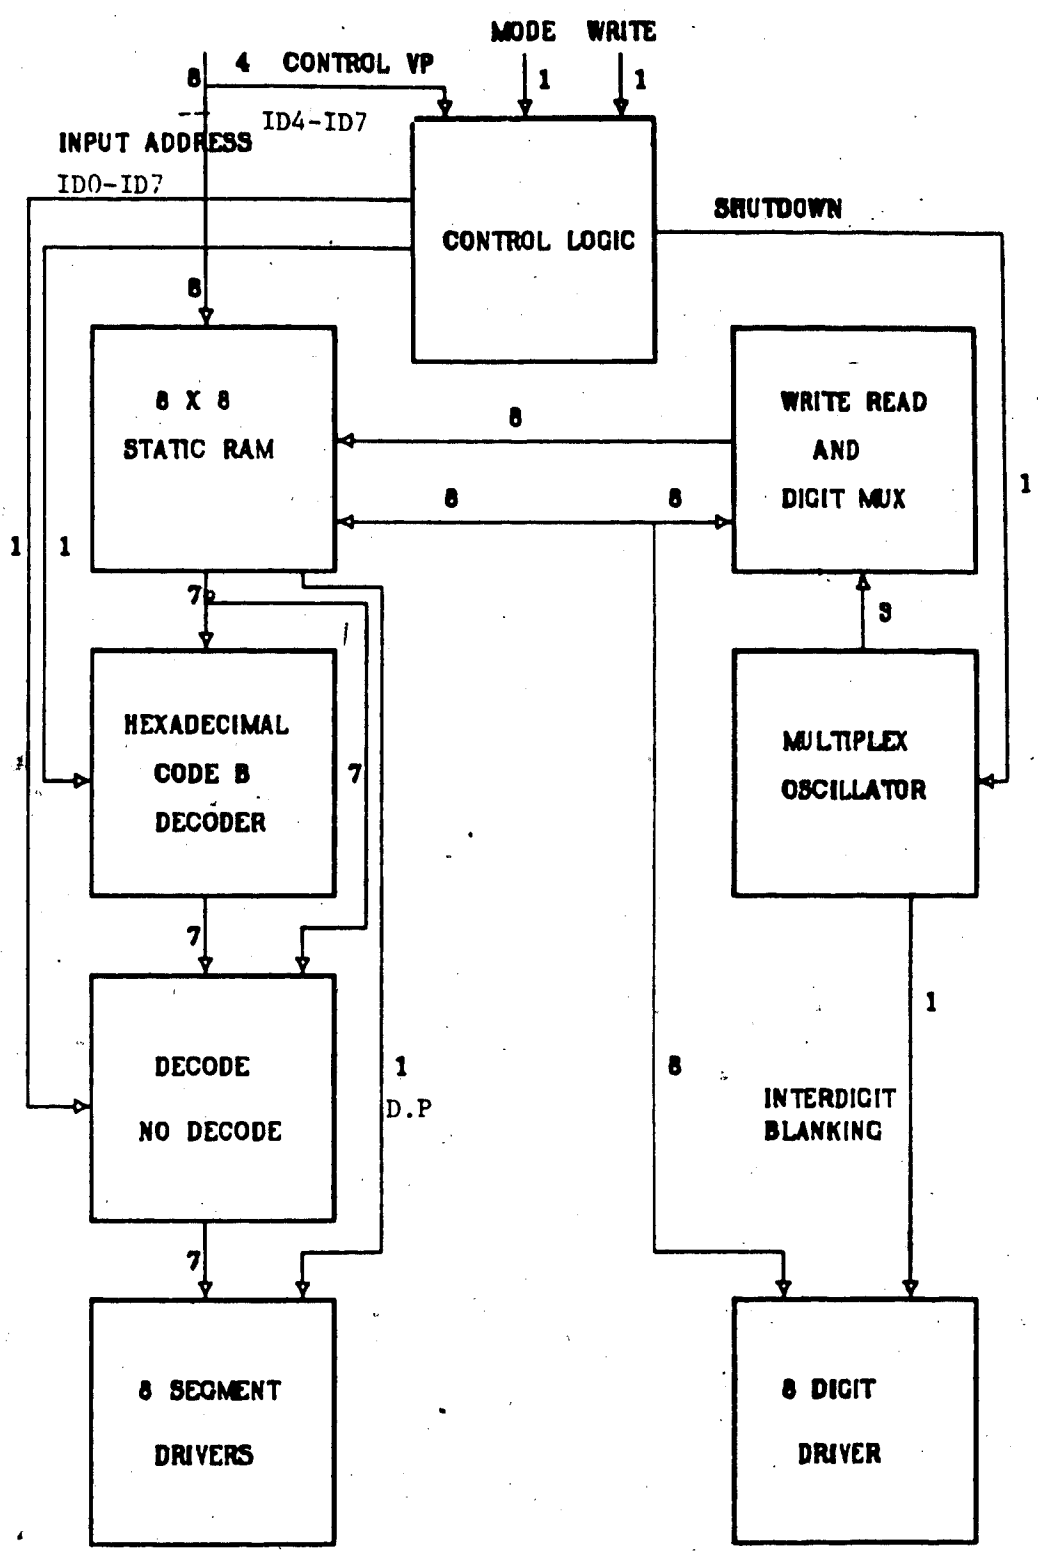 MODE WRITE
4 CONTROL VP
8
1
1
ID4-ID7
INPUT ADDRESS
ID0-ID7
SHUTDOWN
CONTROL LOGIC
8
8 X 8
STATIC RAM
8
WRITE READ
AND
DIGIT MUX
8
8
1
1
1
7
3
HEXADECIMAL
CODE B
DECODER
7
MULTIPLEX
OSCILLATOR
7
1
DECODE
NO DECODE
1
D.P
8
INTERDIGIT
BLANKING
7
8 SEGMENT
DRIVERS
8 DIGIT
DRIVER